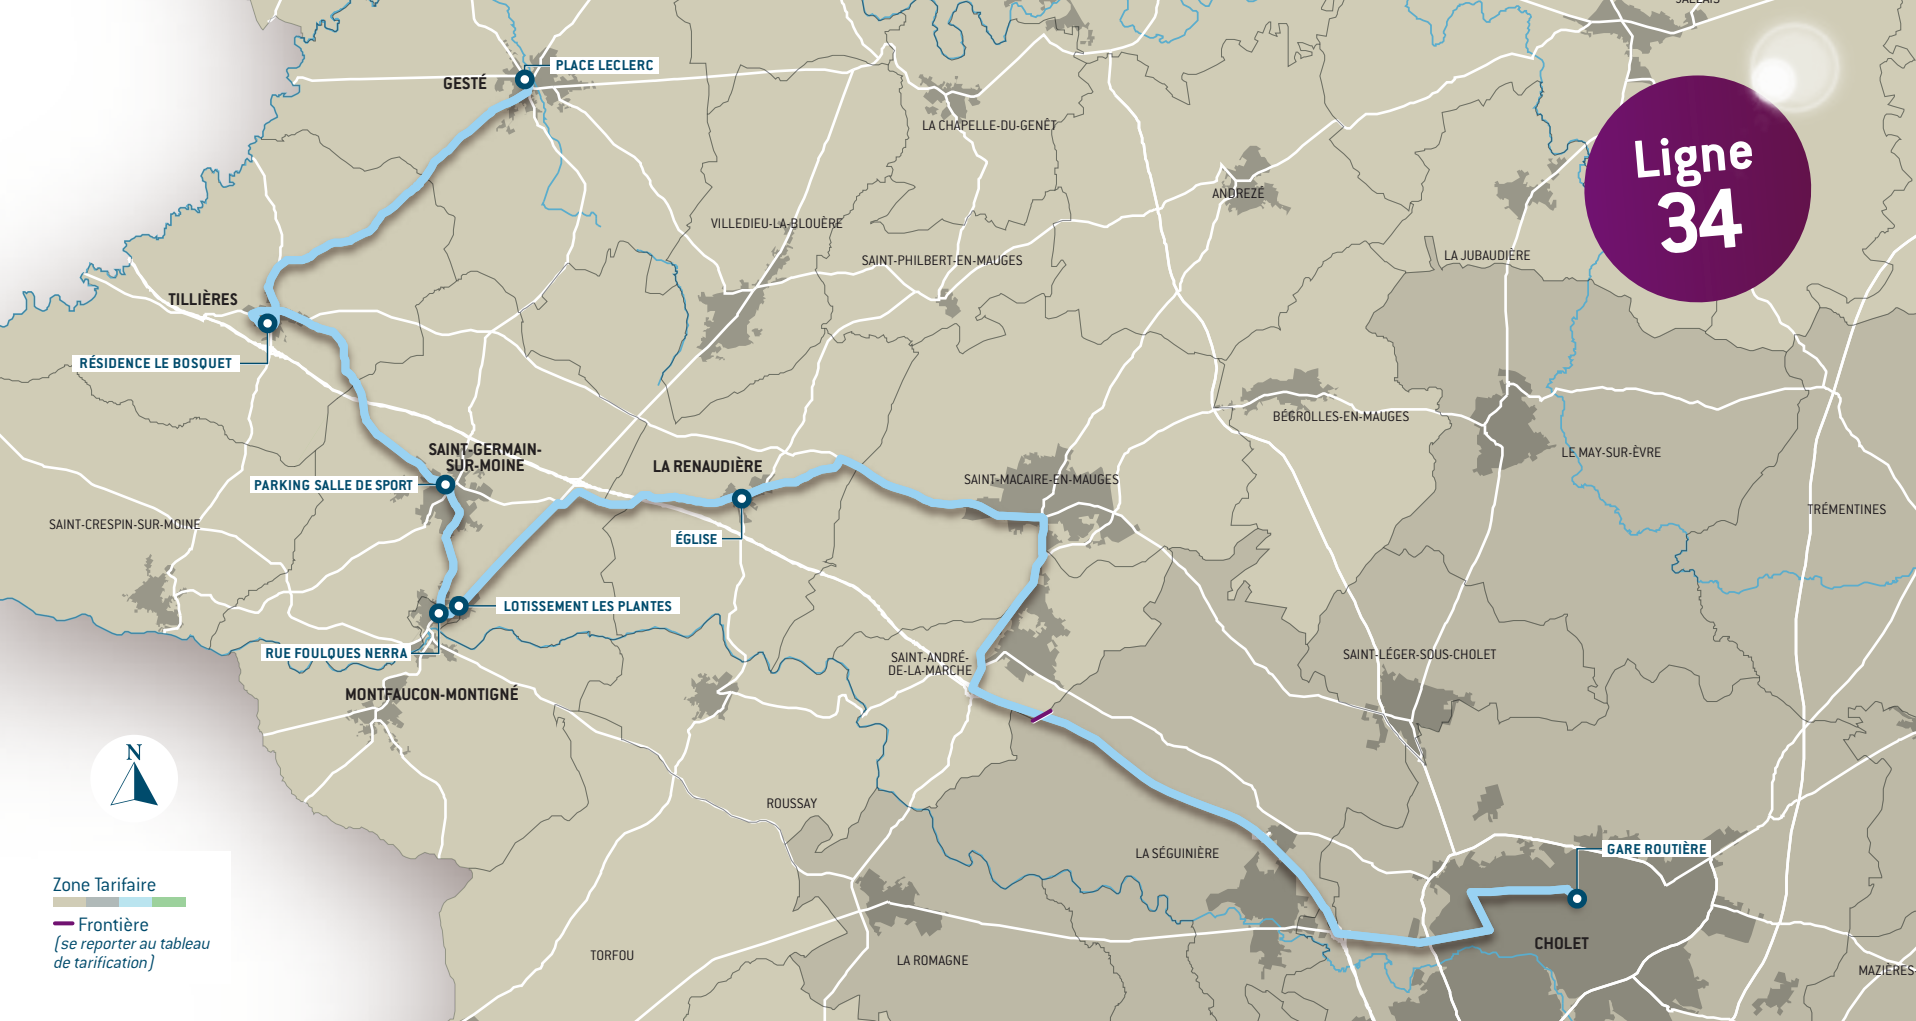 JALLAIS
PLACE LECLERC
GESTÉ
LA CHAPELLE-DU-GENÊT
Ligne
34
ANDREZÉ
VILLEDIEU-LA-BLOUÈRE
SAINT-PHILBERT-EN-MAUGES
LA JUBAUDIÈRE
TILLIÈRES
RÉSIDENCE LE BOSQUET
BÉGROLLES-EN-MAUGES
SAINT-GERMAIN-
SUR-MOINE
LA RENAUDIÈRE
LE MAY-SUR-ÈVRE
PARKING SALLE DE SPORT
SAINT-MACAIRE-EN-MAUGES
TRÉMENTINES
SAINT-CRESPIN-SUR-MOINE
ÉGLISE
LOTISSEMENT LES PLANTES
RUE FOULQUES NERRA
SAINT-ANDRÉ-
DE-LA-MARCHE
SAINT-LÉGER-SOUS-CHOLET
MONTFAUCON-MONTIGNÉ
N
ROUSSAY
LA SÉGUINIÈRE
GARE ROUTIÈRE
Zone Tarifaire
Frontière
(se reporter au tableau
de tarification)
CHOLET
TORFOU
LA ROMAGNE
MAZIÈRES-